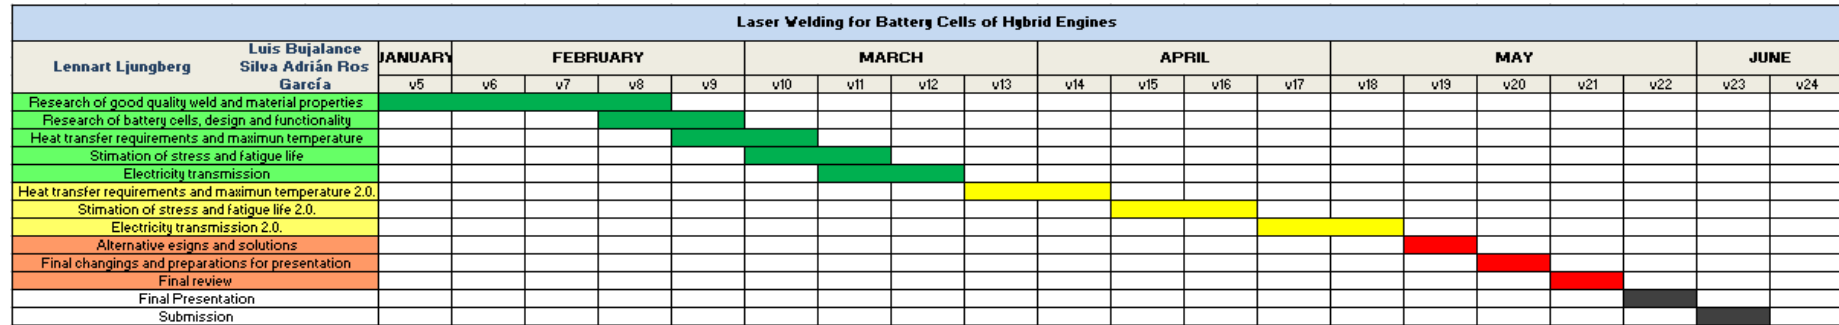 Laser Welding for Battery Cells of Hybrid Engines
Lennart Ljungberg
Luis Bujalance
Silva Adrián Ros
García
JANUARY FEBRUARY MARCH APRIL MAY JUNE
v5 v6 v7 v8 v9 v10 v11 v12 v13 v14 v15 v16 v17 v18 v19 v20 v21 v22 v23 v24
Research of good quality weld and material properties
Research of battery cells, design and functionality
Heat transfer requirements and maximun temperature
Stimation of stress and fatigue life
Electricity transmission
Heat transfer requirements and maximun temperature 2.0.
Stimation of stress and fatigue life 2.0.
Electricity transmission 2.0.
Alternative esigns and solutions
Final changings and preparations for presentation
Final review
Final Presentation
Submission